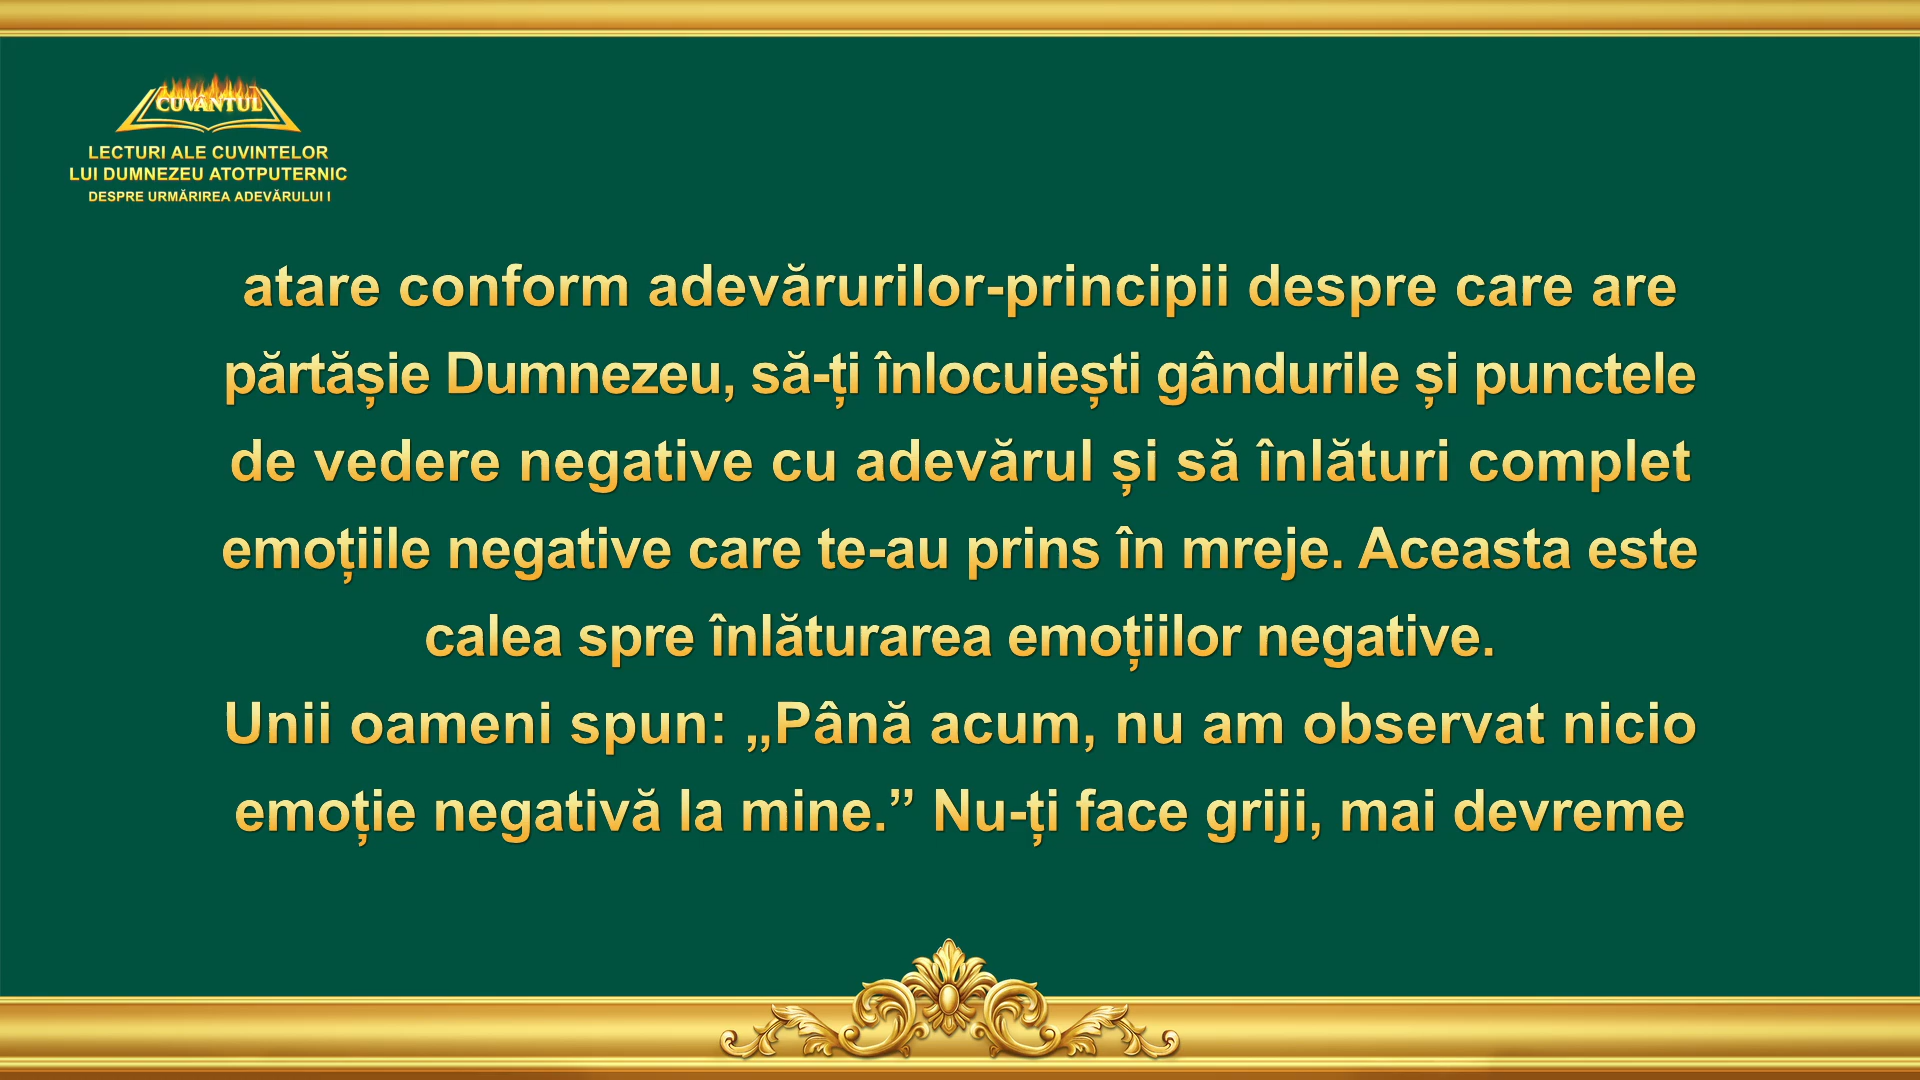 CUVÂNTUL
LECTURI ALE CUVINTELOR
LUI DUMNEZEU ATOTPUTERNIC
DESPRE URMĂRIREA ADEVĂRULUI I
atare conform adevărurilor-principii despre care are
părtășie Dumnezeu, să-ți înlocuiești gândurile și punctele
de vedere negative cu adevărul și să înlături complet
emoțiile negative care te-au prins în mreje. Aceasta este
calea spre înlăturarea emoțiilor negative.
Unii oameni spun: „Până acum, nu am observat nicio
emoție negativă la mine.” Nu-ți face griji, mai devreme